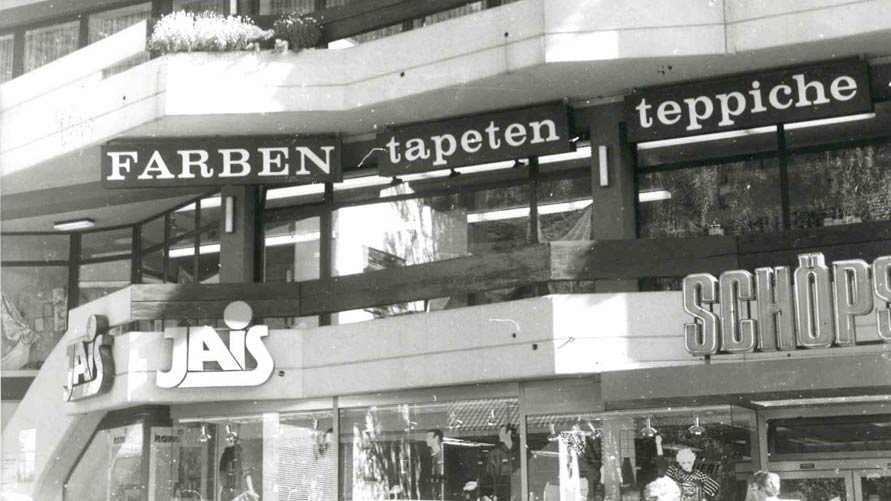 FARBEN
tapeten
teppiche
JAIS
JAIS
SCHÖPS